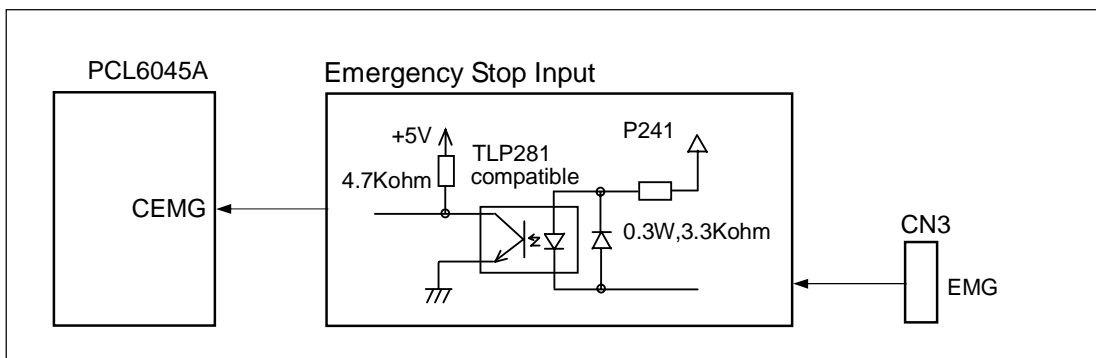 PCL6045A
Emergency Stop Input
+5V
P241
TLP281
compatible
4.7Kohm
CEMG
0.3W,3.3Kohm
CN3
EMG